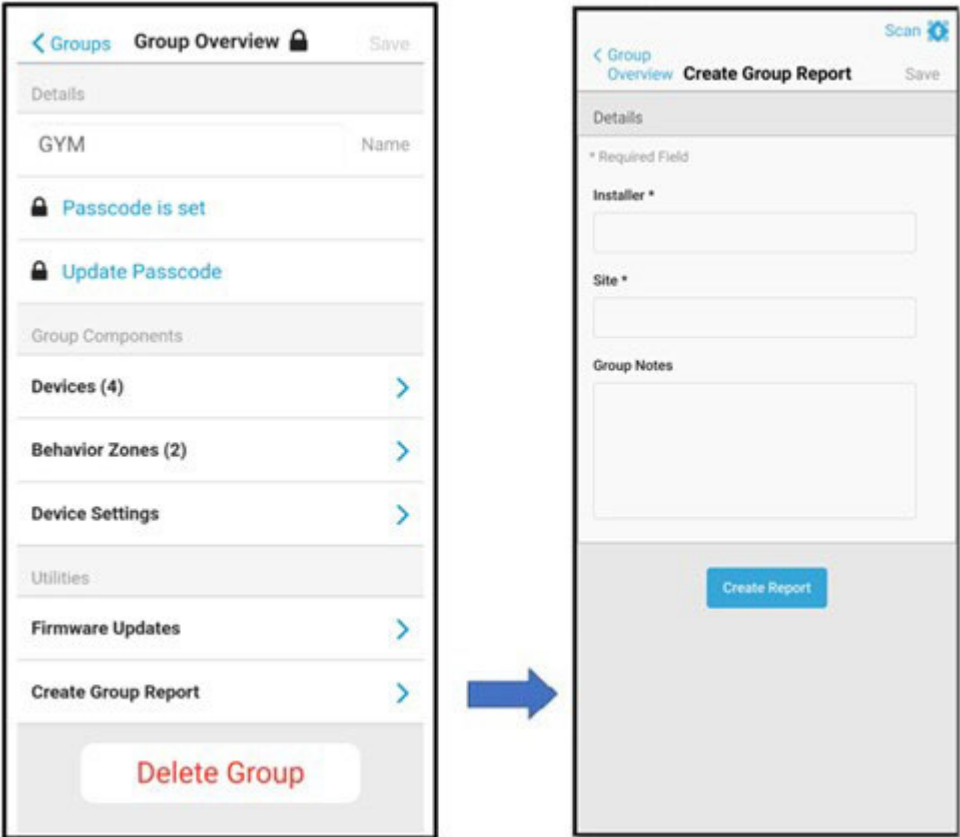 Groups Group Overview Save
Details
GYM Name
Passcode is set
Update Passcode
Group Components
Devices (4)
Behavior Zones (2)
Device Settings
Utilities
Firmware Updates
Create Group Report
Delete Group
Scan
Group
Overview Create Group Report Save
Details
* Required Field
Installer *
Site *
Group Notes
Create Report